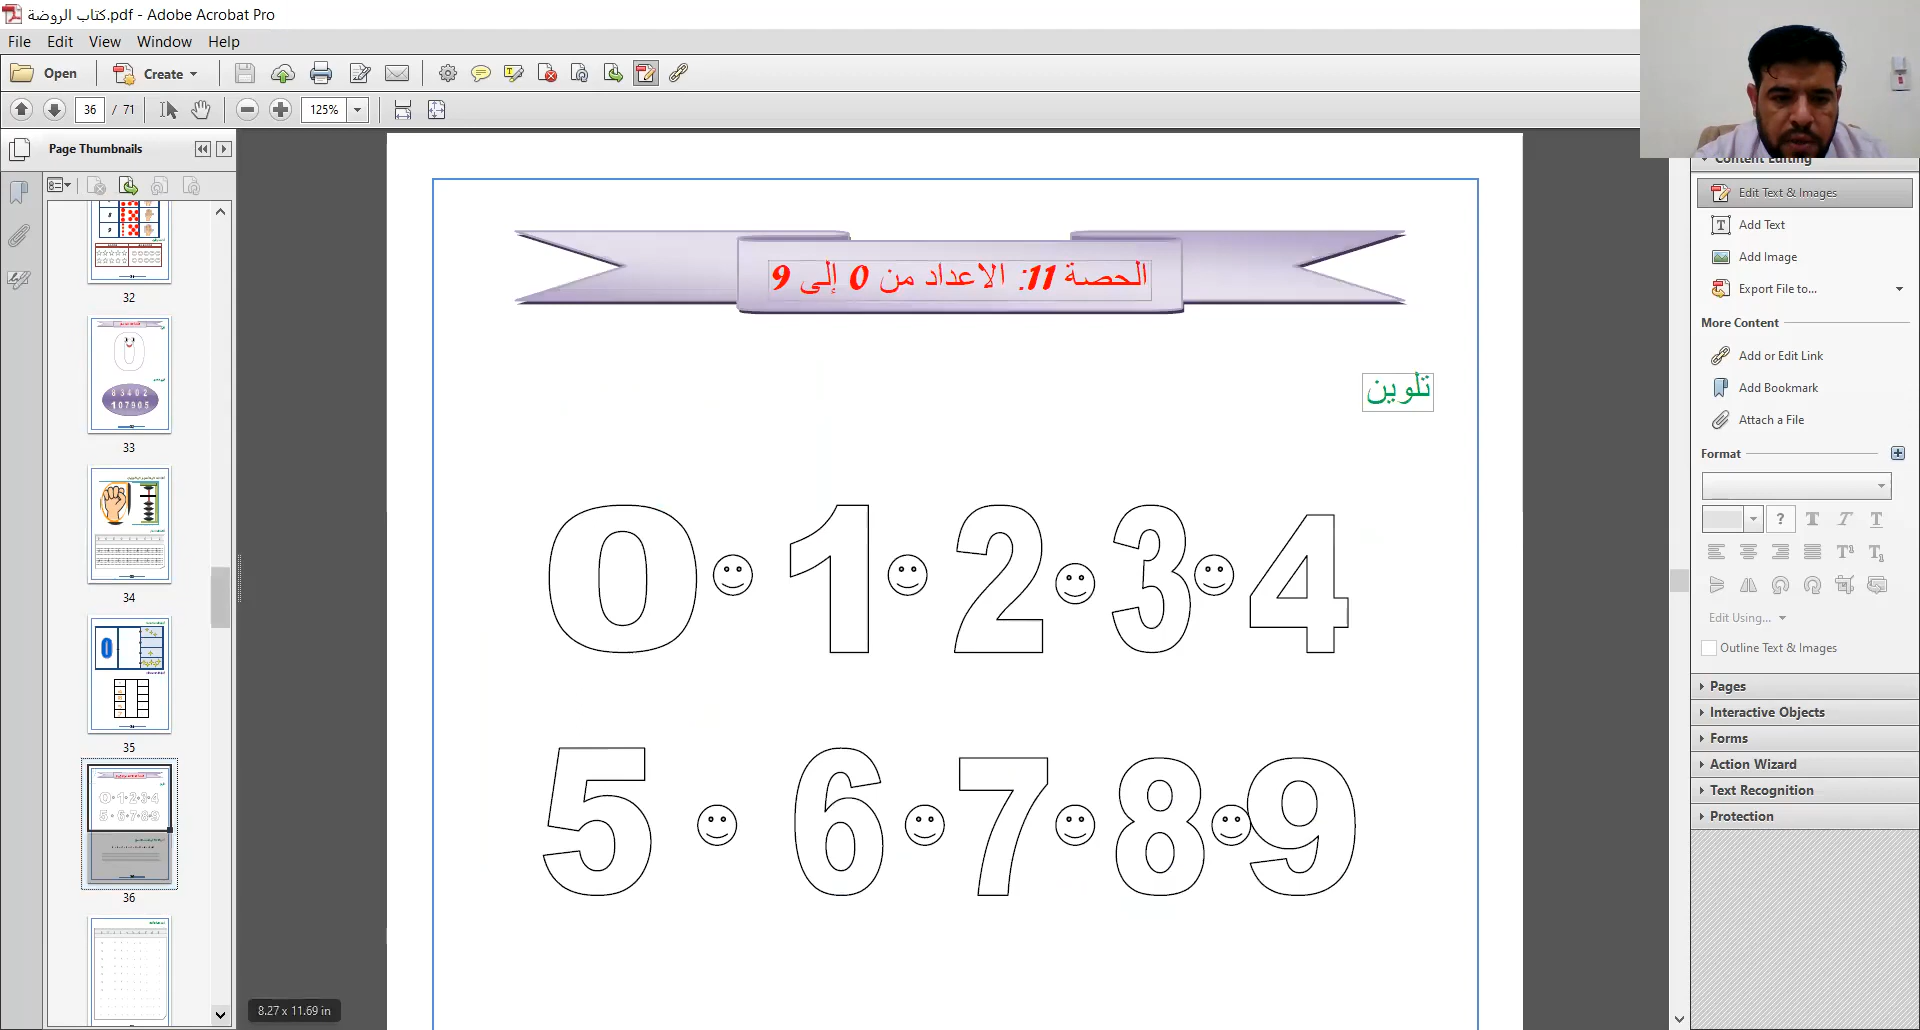 كتاب الروضة.pdf - Adobe Acrobat Pro
File Edit View Window Help
Open Create
36 / 71 125%
Page Thumbnails
32
33
34
35
36
8.27 x 11.69 in
الحصة 11: الاعداد من 0 إلى 9
تلوين
0 1 2 3 4
5 6 7 8 9
Content Editing
Edit Text & Images
Add Text
Add Image
Export File to...
More Content
Add or Edit Link
Add Bookmark
Attach a File
Format
Edit Using...
Outline Text & Images
Pages
Interactive Objects
Forms
Action Wizard
Text Recognition
Protection